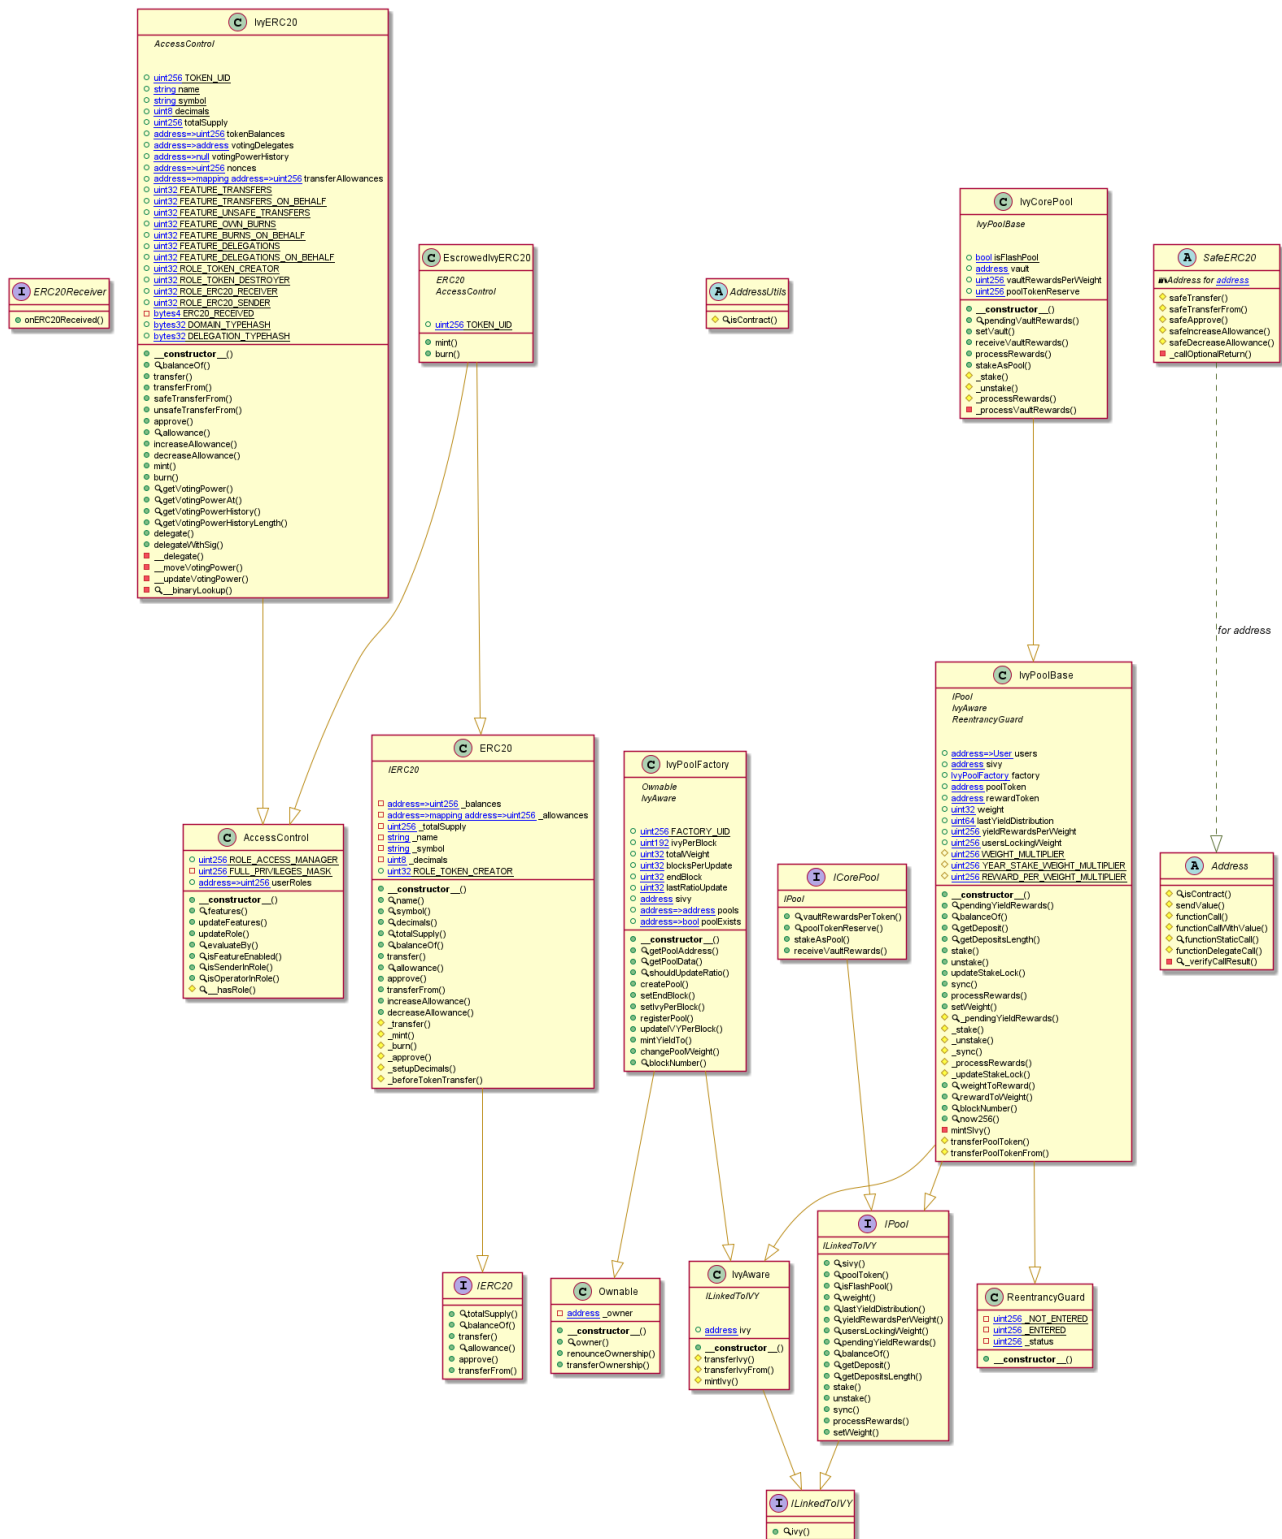 C IvyERC20
AccessControl
uint256 TOKEN_UID
string name
string symbol
uint8 decimals
uint256 totalSupply
address=>uint256 tokenBalances
address=>address votingDelegates
address=>null votingPowerHistory
address=>uint256 nonces
address=>mapping address=>uint256 transferAllowances
uint32 FEATURE_TRANSFERS
uint32 FEATURE_TRANSFERS_ON_BEHALF
uint32 FEATURE_UNSAFE_TRANSFERS
uint32 FEATURE_OWN_BURNS
uint32 FEATURE_BURNS_ON_BEHALF
uint32 FEATURE_DELEGATIONS
uint32 FEATURE_DELEGATIONS_ON_BEHALF
uint32 ROLE_TOKEN_CREATOR
uint32 ROLE_TOKEN_DESTROYER
uint32 ROLE_ERC20_RECEIVER
uint32 ROLE_ERC20_SENDER
bytes4 ERC20_RECEIVED
bytes32 DOMAIN_TYPEHASH
bytes32 DELEGATION_TYPEHASH
__constructor__()
balanceOf()
transfer()
transferFrom()
safeTransferFrom()
unsafeTransferFrom()
approve()
allowance()
increaseAllowance()
decreaseAllowance()
mint()
burn()
getVotingPower()
getVotingPowerAt()
getVotingPowerHistory()
getVotingPowerHistoryLength()
delegate()
delegateWithSig()
__delegate()
__moveVotingPower()
__updateVotingPower()
__binaryLookup()
I ERC20Receiver
onERC20Received()
C EscrowedIvyERC20
ERC20
AccessControl
uint256 TOKEN_UID
mint()
burn()
A AddressUtils
isContract()
C IvyCorePool
IvyPoolBase
bool isFlashPool
address vault
uint256 vaultRewardsPerWeight
uint256 poolTokenReserve
__constructor__()
pendingVaultRewards()
setVault()
receiveVaultRewards()
processRewards()
stakeAsPool()
_stake()
_unstake()
_processRewards()
_processVaultRewards()
A SafeERC20
Address for address
safeTransfer()
safeTransferFrom()
safeApprove()
safeIncreaseAllowance()
safeDecreaseAllowance()
_callOptionalReturn()
for address
C AccessControl
uint256 ROLE_ACCESS_MANAGER
uint256 FULL_PRIVILEGES_MASK
address=>uint256 userRoles
__constructor__()
features()
updateFeatures()
updateRole()
evaluateBy()
isFeatureEnabled()
isSenderInRole()
isOperatorInRole()
__hasRole()
C ERC20
IERC20
address=>uint256 _balances
address=>mapping address=>uint256 _allowances
uint256 _totalSupply
string _name
string _symbol
uint8 _decimals
uint32 ROLE_TOKEN_CREATOR
__constructor__()
name()
symbol()
decimals()
totalSupply()
balanceOf()
transfer()
allowance()
approve()
transferFrom()
increaseAllowance()
decreaseAllowance()
_transfer()
_mint()
_burn()
_approve()
_setupDecimals()
_beforeTokenTransfer()
C IvyPoolFactory
Ownable
IvyAware
uint256 FACTORY_UID
uint192 ivyPerBlock
uint32 totalWeight
uint32 blocksPerUpdate
uint32 endBlock
uint32 lastRatioUpdate
address sivy
address=>address pools
address=>bool poolExists
__constructor__()
getPoolAddress()
getPoolData()
shouldUpdateRatio()
createPool()
setEndBlock()
setIvyPerBlock()
registerPool()
updateIVYPerBlock()
mintYieldTo()
changePoolWeight()
blockNumber()
I ICorePool
IPool
vaultRewardsPerToken()
poolTokenReserve()
stakeAsPool()
receiveVaultRewards()
C IvyPoolBase
IPool
IvyAware
ReentrancyGuard
address=>User users
address sivy
IvyPoolFactory factory
address poolToken
address rewardToken
uint32 weight
uint64 lastYieldDistribution
uint256 yieldRewardsPerWeight
uint256 usersLockingWeight
uint256 WEIGHT_MULTIPLIER
uint256 YEAR_STAKE_WEIGHT_MULTIPLIER
uint256 REWARD_PER_WEIGHT_MULTIPLIER
__constructor__()
pendingYieldRewards()
balanceOf()
getDeposit()
getDepositsLength()
stake()
unstake()
updateStakeLock()
sync()
processRewards()
setWeight()
_pendingYieldRewards()
_stake()
_unstake()
_sync()
_processRewards()
_updateStakeLock()
weightToReward()
rewardToWeight()
blockNumber()
now256()
mintSIvy()
transferPoolToken()
transferPoolTokenFrom()
A Address
isContract()
sendValue()
functionCall()
functionCallWithValue()
functionStaticCall()
functionDelegateCall()
_verifyCallResult()
I IERC20
totalSupply()
balanceOf()
transfer()
allowance()
approve()
transferFrom()
C Ownable
address _owner
__constructor__()
owner()
renounceOwnership()
transferOwnership()
C IvyAware
ILinkedToIVY
address ivy
__constructor__()
transferIvy()
transferIvyFrom()
mintIvy()
I IPool
ILinkedToIVY
sivy()
poolToken()
isFlashPool()
weight()
lastYieldDistribution()
yieldRewardsPerWeight()
usersLockingWeight()
pendingYieldRewards()
balanceOf()
getDeposit()
getDepositsLength()
stake()
unstake()
sync()
processRewards()
setWeight()
C ReentrancyGuard
uint256 _NOT_ENTERED
uint256 _ENTERED
uint256 _status
__constructor__()
I ILinkedToIVY
ivy()